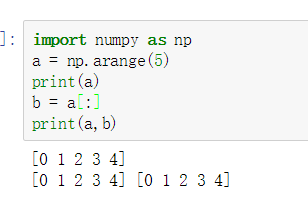 ]: import numpy as np
a = np.arange(5)
print(a)
b = a[:]
print(a,b)
[0 1 2 3 4]
[0 1 2 3 4] [0 1 2 3 4]